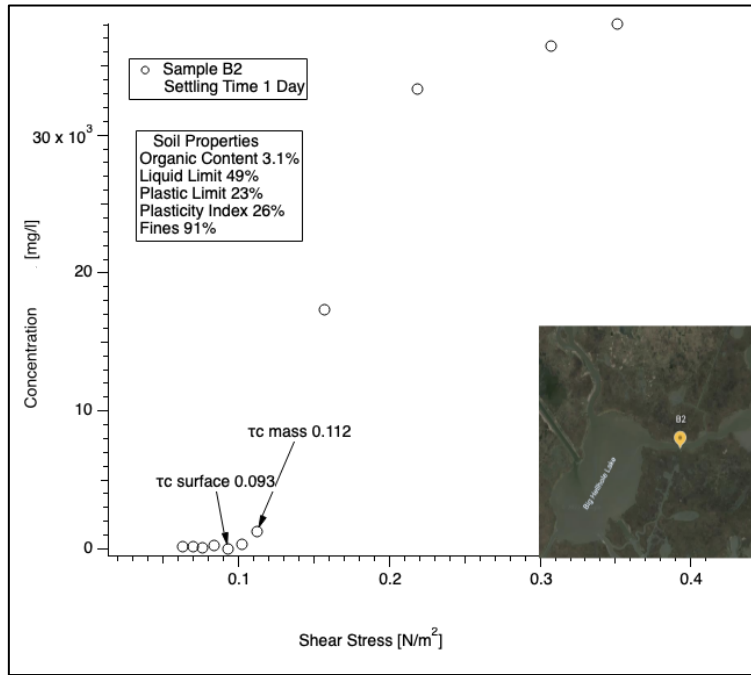 Sample B2
Settling Time 1 Day
30 x 10³
Soil Properties
Organic Content 3.1%
Liquid Limit 49%
Plastic Limit 23%
Plasticity Index 26%
Fines 91%
Concentration [mg/l]
20
10
0
τc mass 0.112
τc surface 0.093
B2
Big Hellhole Lake
0.1 0.2 0.3 0.4
Shear Stress [N/m²]